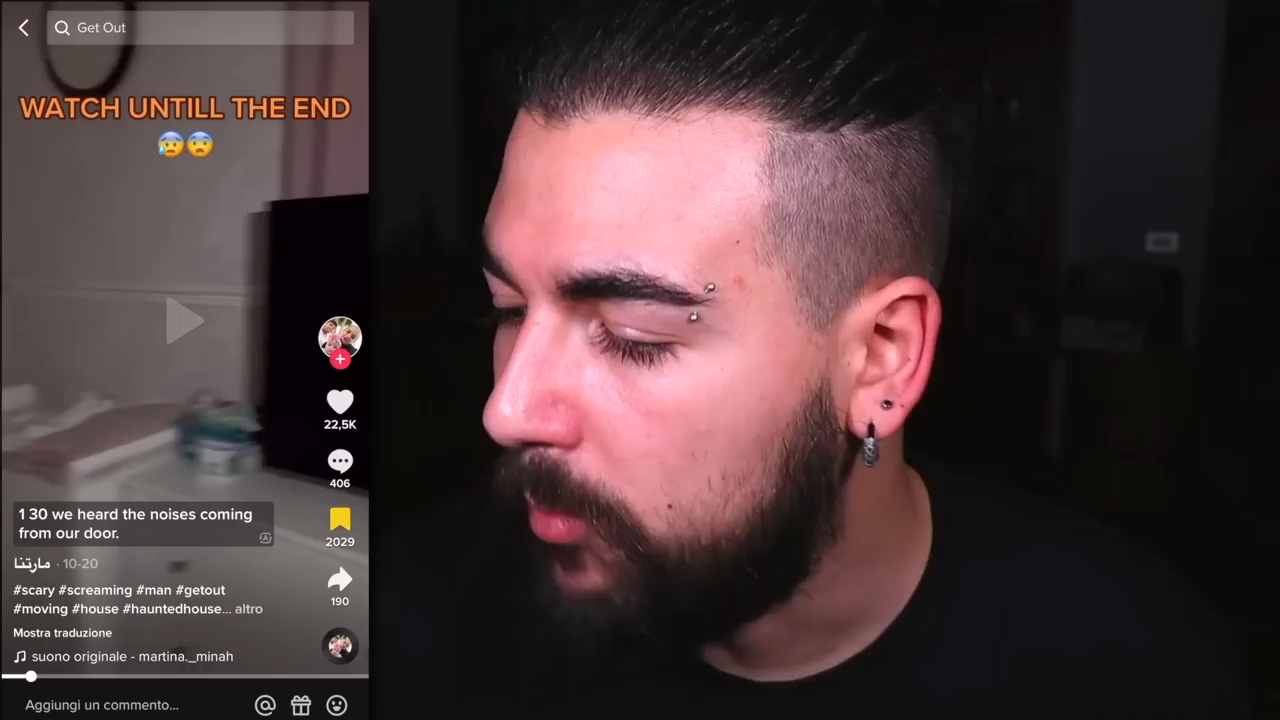 Get Out
WATCH UNTILL THE END
😰😨
22,5K
406
1 30 we heard the noises coming
from our door.
2029
مارتنا · 10-20
#scary #screaming #man #getout
190
#moving #house #hauntedhouse... altro
Mostra traduzione
suono originale - martina._minah
Aggiungi un commento...